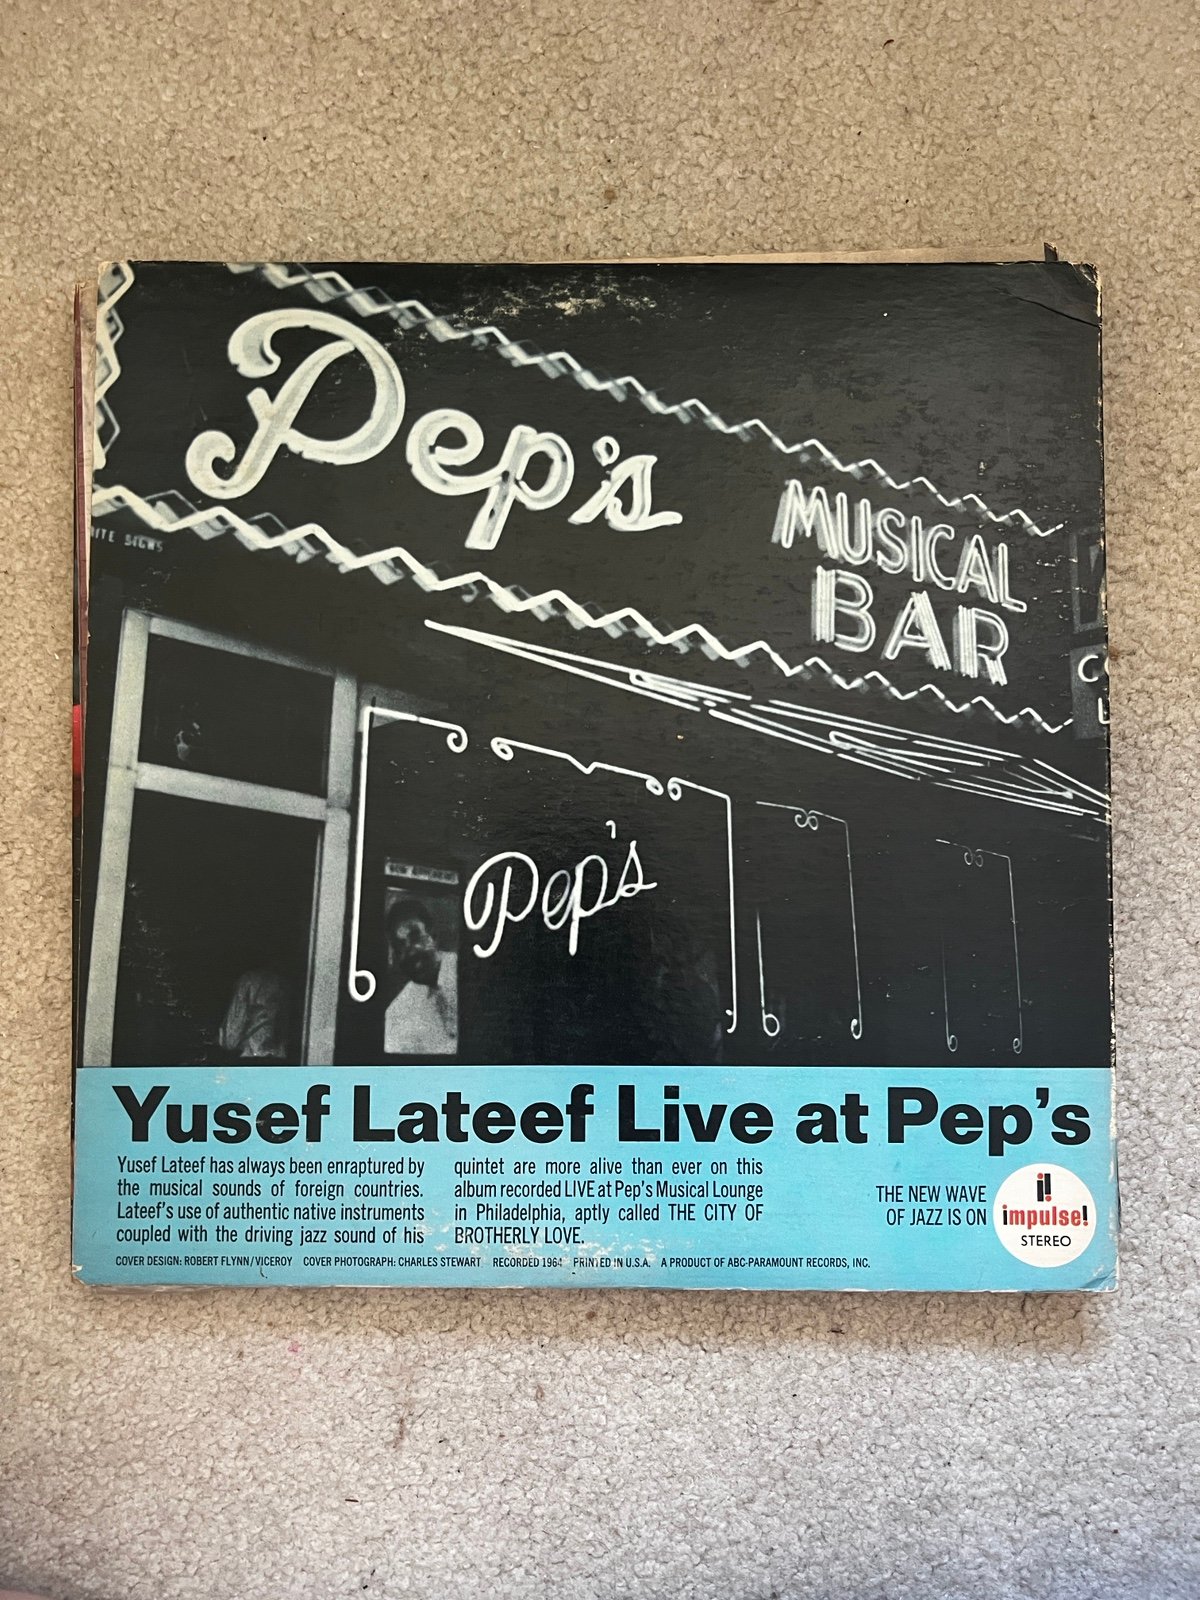 Pep's
MUSICAL
BAR
ITE SIGNS
Pep's
Yusef Lateef Live at Pep's
Yusef Lateef has always been enraptured by
the musical sounds of foreign countries.
Lateef's use of authentic native instruments
coupled with the driving jazz sound of his
quintet are more alive than ever on this
album recorded LIVE at Pep's Musical Lounge
in Philadelphia, aptly called THE CITY OF
BROTHERLY LOVE.
THE NEW WAVE
OF JAZZ IS ON
i!
impulse!
STEREO
COVER DESIGN: ROBERT FLYNN/VICEROY COVER PHOTOGRAPH: CHARLES STEWART RECORDED 1964 PRINTED IN U.S.A. A PRODUCT OF ABC-PARAMOUNT RECORDS, INC.